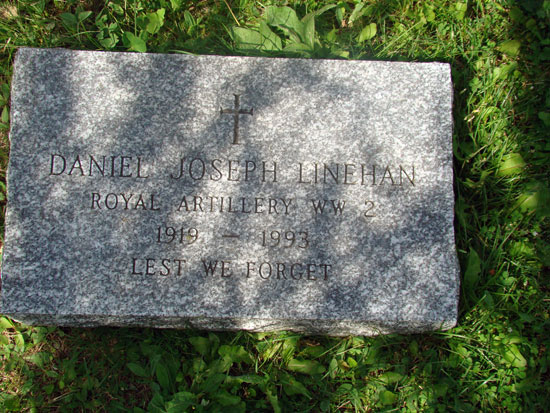 DANIEL JOSEPH LINEHAN
ROYAL ARTILLERY WW 2
1919 - 1993
LEST WE FORGET